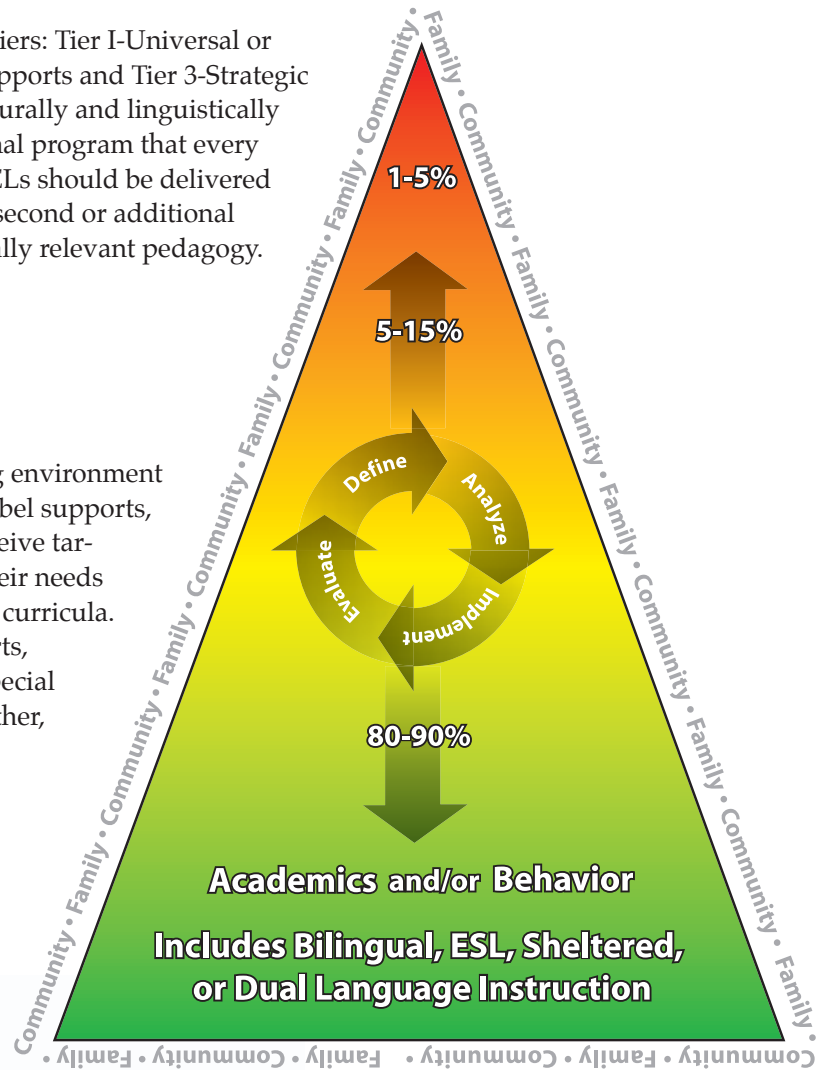 iers: Tier I-Universal or
pports and Tier 3-Strategic
urally and linguistically
nal program that every
ELs should be delivered
second or additional
lly relevant pedagogy.
g environment
bel supports,
eive tar-
eir needs
curricula.
rts,
ecial
ther,
Community • Family • Community • Family • Community • Family • Community • Family • Community •
Family • Community • Family • Community • Family • Community • Family • Community • Family •
Community • Family • Community • Family • Community • Family •
1-5%
5-15%
Define
Analyze
Implement
Evaluate
80-90%
Academics and/or Behavior
Includes Bilingual, ESL, Sheltered,
or Dual Language Instruction